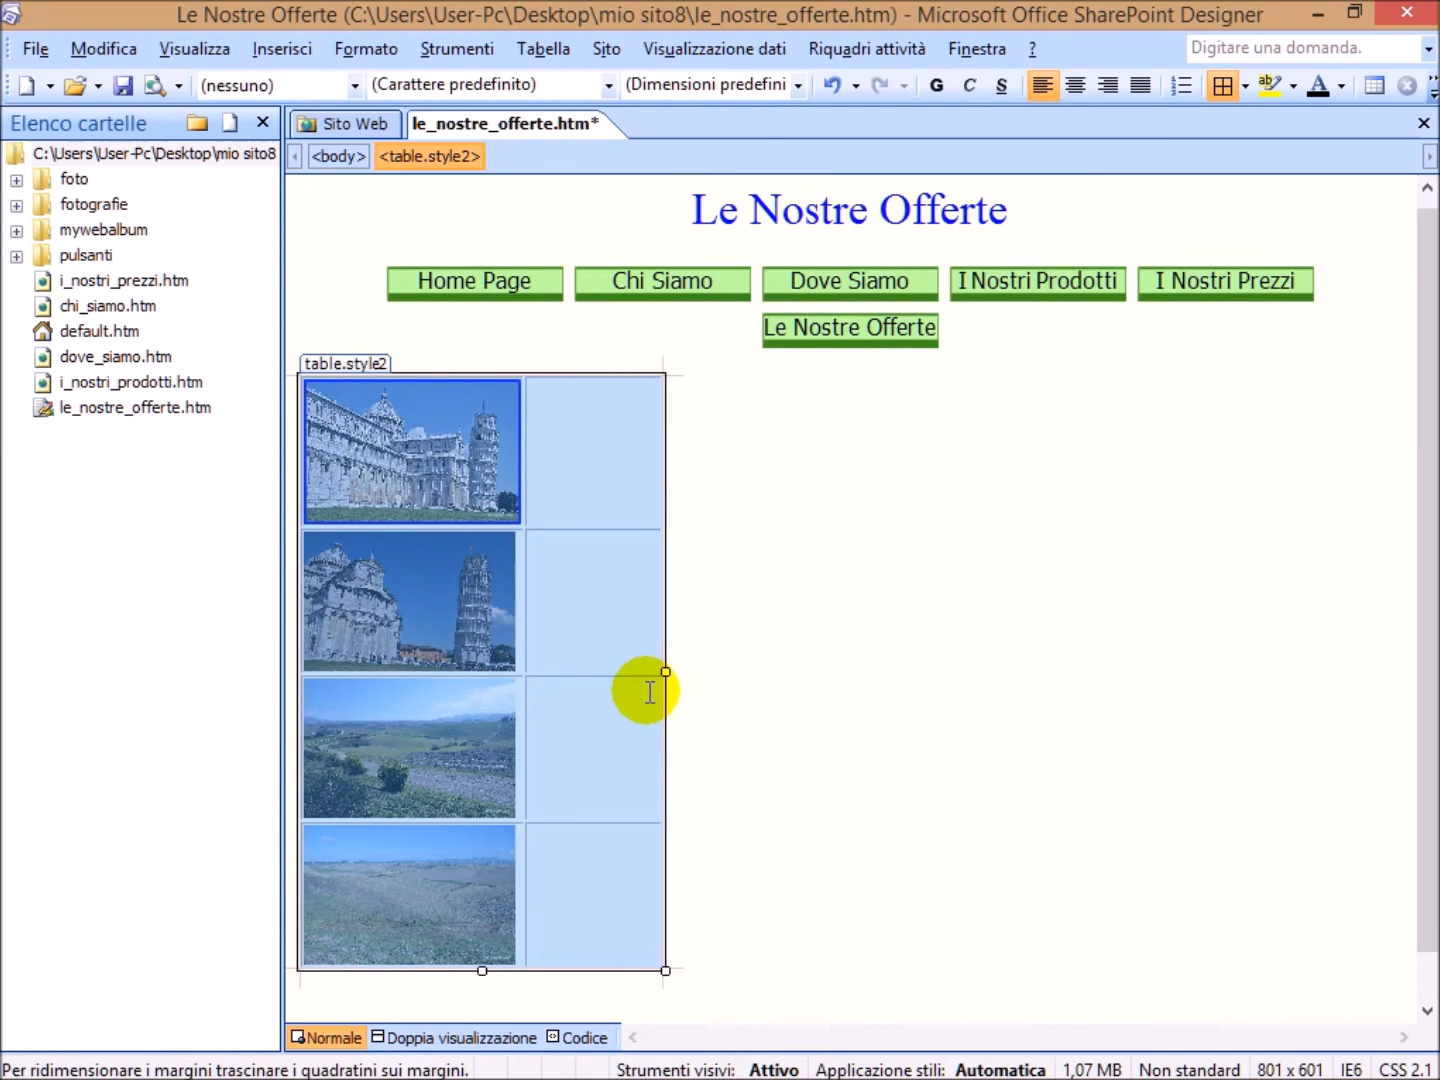 Le Nostre Offerte (C:\Users\User-Pc\Desktop\mio sito8\le_nostre_offerte.htm) - Microsoft Office SharePoint Designer
File Modifica Visualizza Inserisci Formato Strumenti Tabella Sito Visualizzazione dati Riquadri attività Finestra ? Digitare una domanda.
(nessuno) (Carattere predefinito) (Dimensioni predefini G C S
Elenco cartelle
Sito Web le_nostre_offerte.htm*
C:\Users\User-Pc\Desktop\mio sito8
<body> <table.style2>
foto
fotografie
mywebalbum
pulsanti
i_nostri_prezzi.htm
chi_siamo.htm
default.htm
dove_siamo.htm
i_nostri_prodotti.htm
le_nostre_offerte.htm
Le Nostre Offerte
Home Page Chi Siamo Dove Siamo I Nostri Prodotti I Nostri Prezzi
Le Nostre Offerte
table.style2
Normale Doppia visualizzazione Codice
Per ridimensionare i margini trascinare i quadratini sui margini. Strumenti visivi: Attivo Applicazione stili: Automatica 1,07 MB Non standard 801 x 601 IE6 CSS 2.1